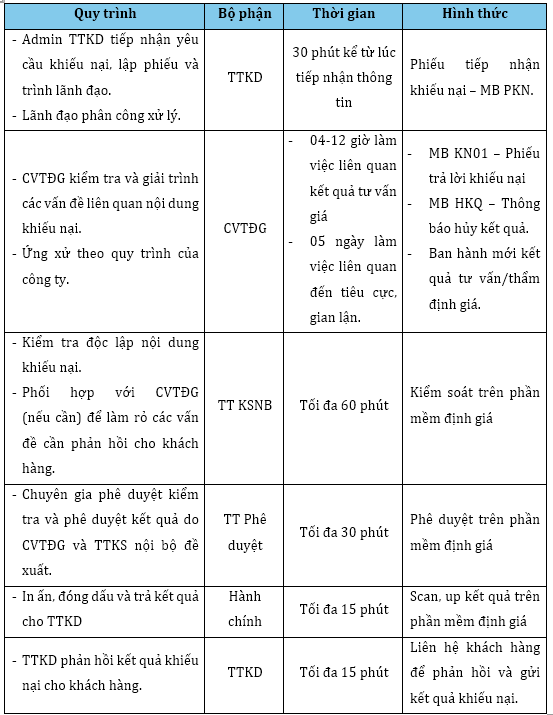 Quy trình
Bộ phận
Thời gian
Hình thức
- Admin TTKD tiếp nhận yêu
cầu khiếu nại, lập phiếu và
trình lãnh đạo.
- Lãnh đạo phân công xử lý.
TTKD
30 phút kể từ lúc
tiếp nhận thông
tin
Phiếu tiếp nhận
khiếu nại – MB PKN.
- CVTĐG kiểm tra và giải trình
các vấn đề liên quan nội dung
khiếu nại.
- Ứng xử theo quy trình của
công ty.
CVTĐG
- 04-12 giờ làm
việc liên quan
kết quả tư vấn
giá
- 05 ngày làm
việc liên quan
đến tiêu cực,
gian lận.
- MB KN01 – Phiếu
trả lời khiếu nại
- MB HKQ – Thông
báo hủy kết quả.
- Ban hành mới kết
quả tư vấn/thẩm
định giá.
- Kiểm tra độc lập nội dung
khiếu nại.
- Phối hợp với CVTĐG
(nếu cần) để làm rỏ các vấn
đề cần phản hồi cho khách
hàng.
TT KSNB
Tối đa 60 phút
Kiểm soát trên phần
mềm định giá
- Chuyên gia phê duyệt kiểm
tra và phê duyệt kết quả do
CVTĐG và TTKS nội bộ đề
xuất.
TT Phê
duyệt
Tối đa 30 phút
Phê duyệt trên phần
mềm định giá
- In ấn, đóng dấu và trả kết quả
cho TTKD
Hành
chính
Tối đa 15 phút
Scan, up kết quả trên
phần mềm định giá
- TTKD phản hồi kết quả khiếu
nại cho khách hàng.
TTKD
Tối đa 15 phút
Liên hệ khách hàng
để phản hồi và gửi
kết quả khiếu nại.